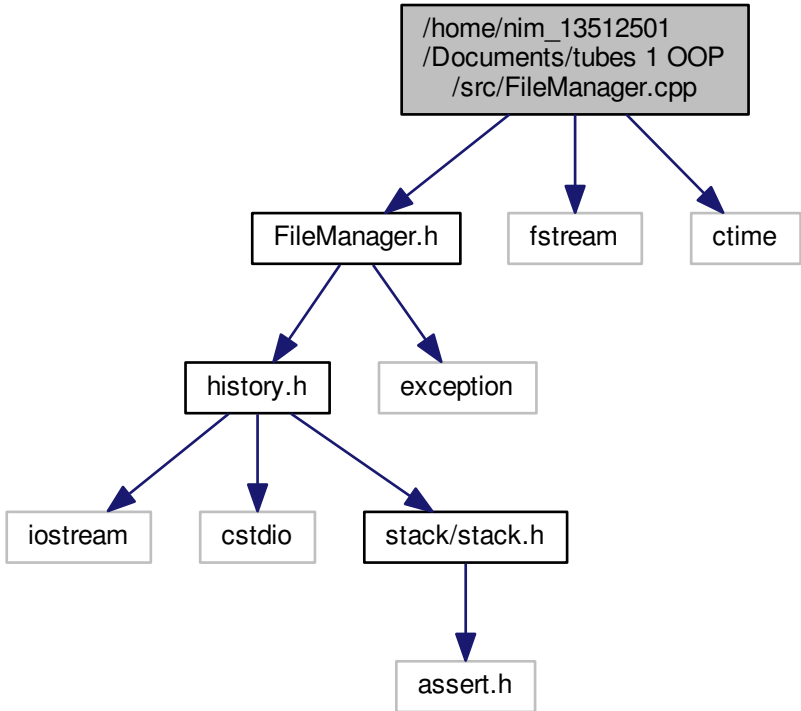 /home/nim_13512501
/Documents/tubes 1 OOP
/src/FileManager.cpp
FileManager.h
fstream
ctime
history.h
exception
iostream
cstdio
stack/stack.h
assert.h